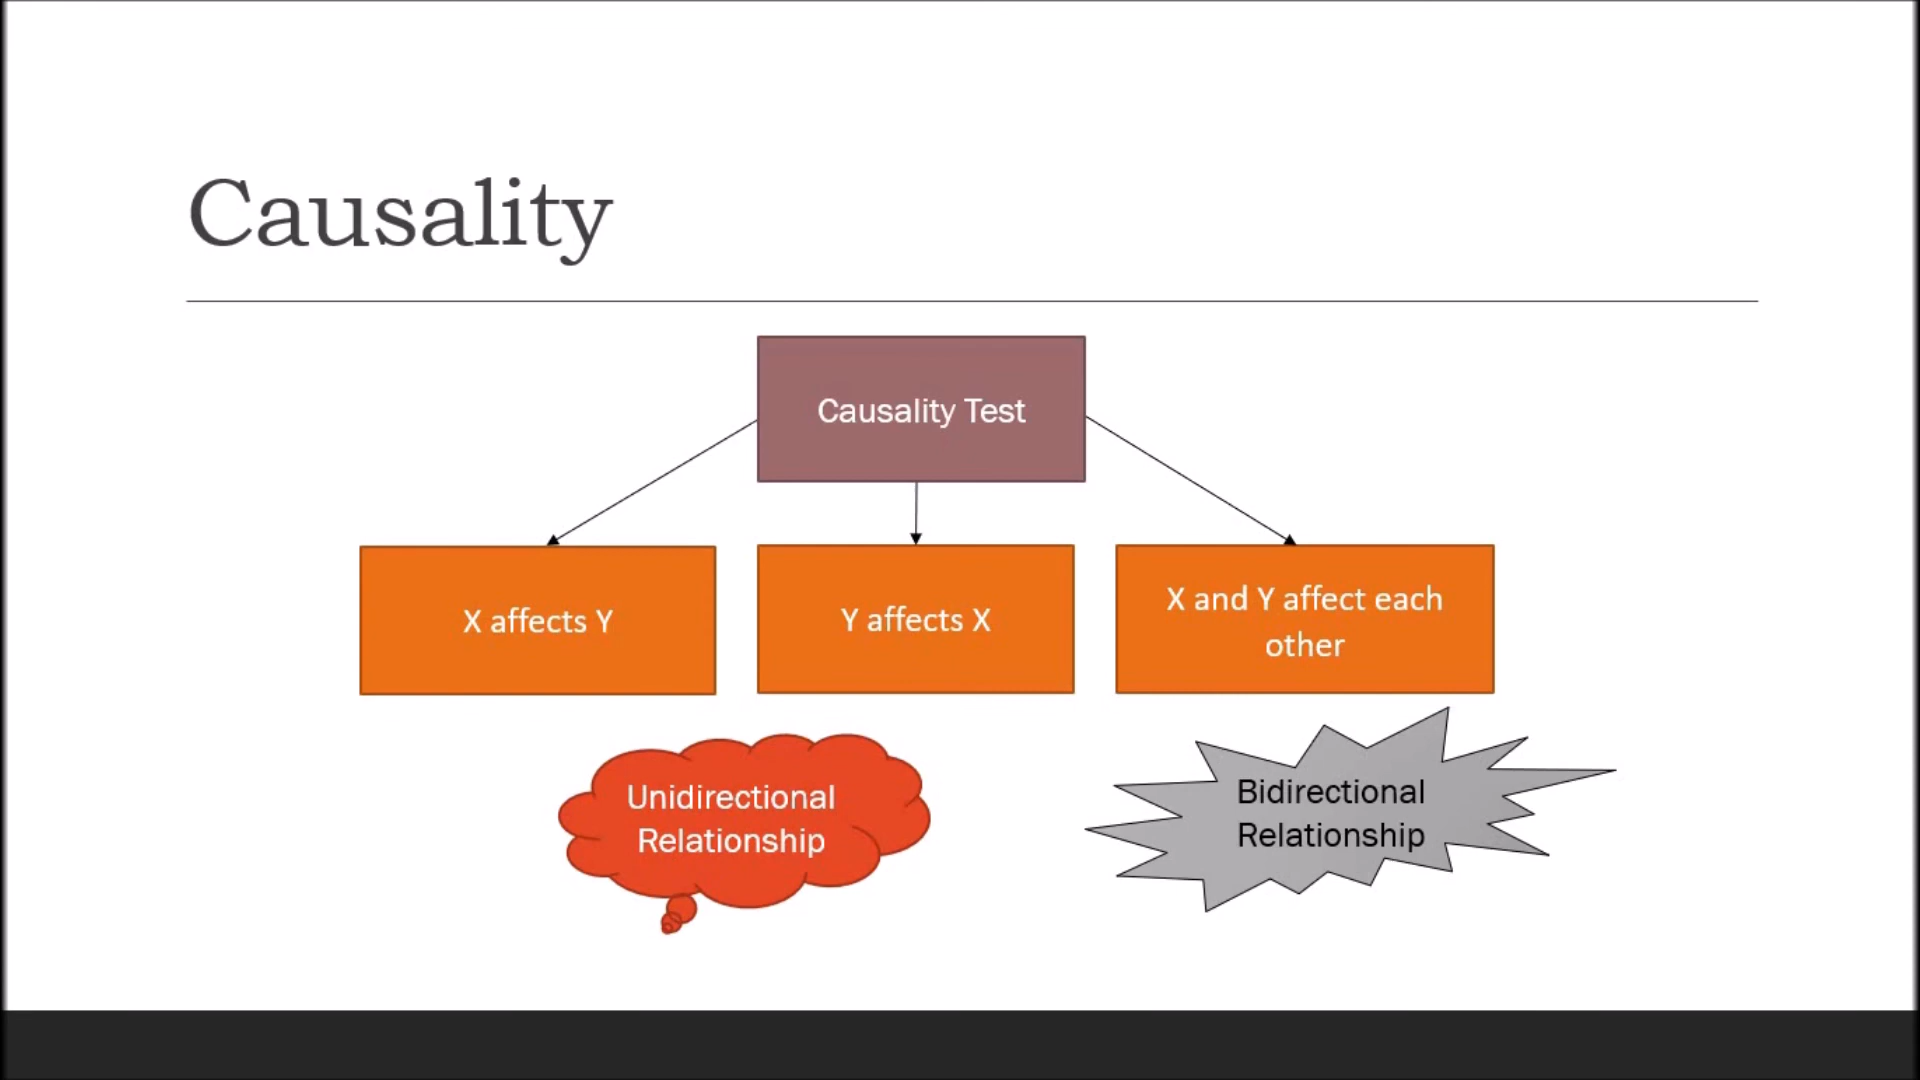 Causality
Causality Test
X affects Y
Y affects X
X and Y affect each
other
Unidirectional
Relationship
Bidirectional
Relationship